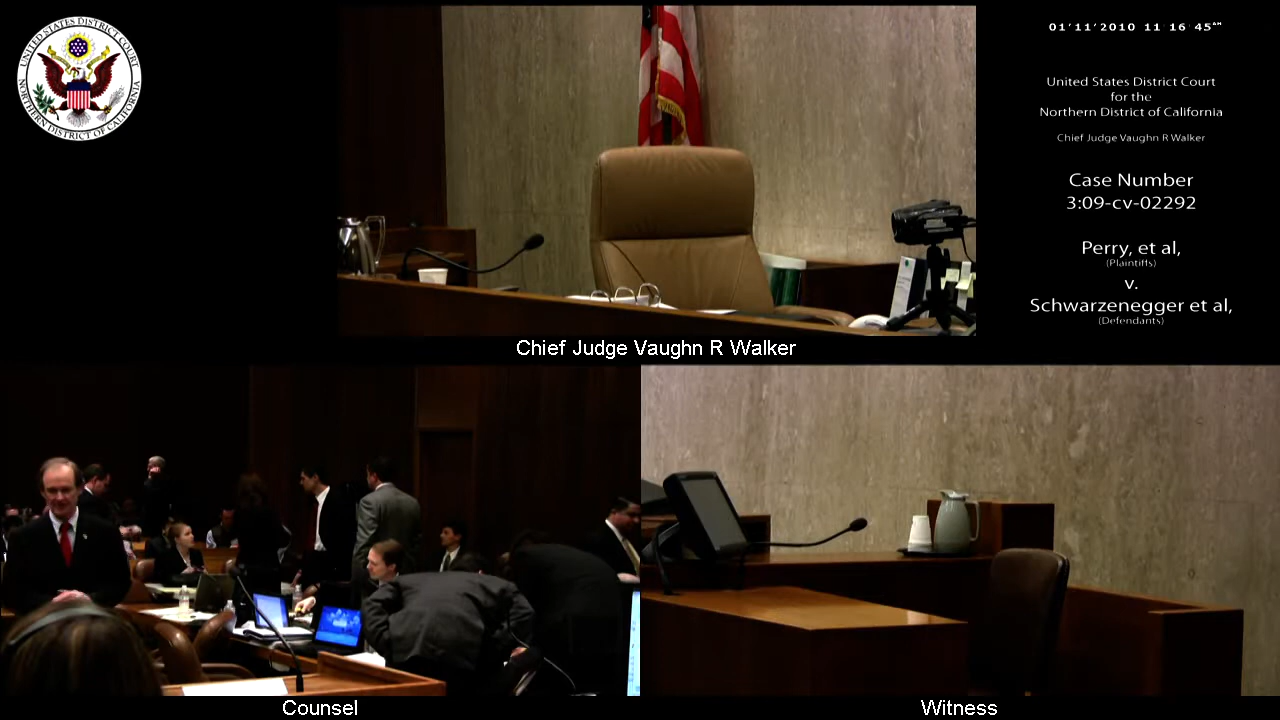 UNITED STATES DISTRICT COURT
NORTHERN DISTRICT OF CALIFORNIA
01'11'2010 11 16 45AM
United States District Court
for the
Northern District of California
Chief Judge Vaughn R Walker
Case Number
3:09-cv-02292
Perry, et al,
(Plaintiffs)
v.
Schwarzenegger et al,
(Defendants)
Chief Judge Vaughn R Walker
Counsel
Witness